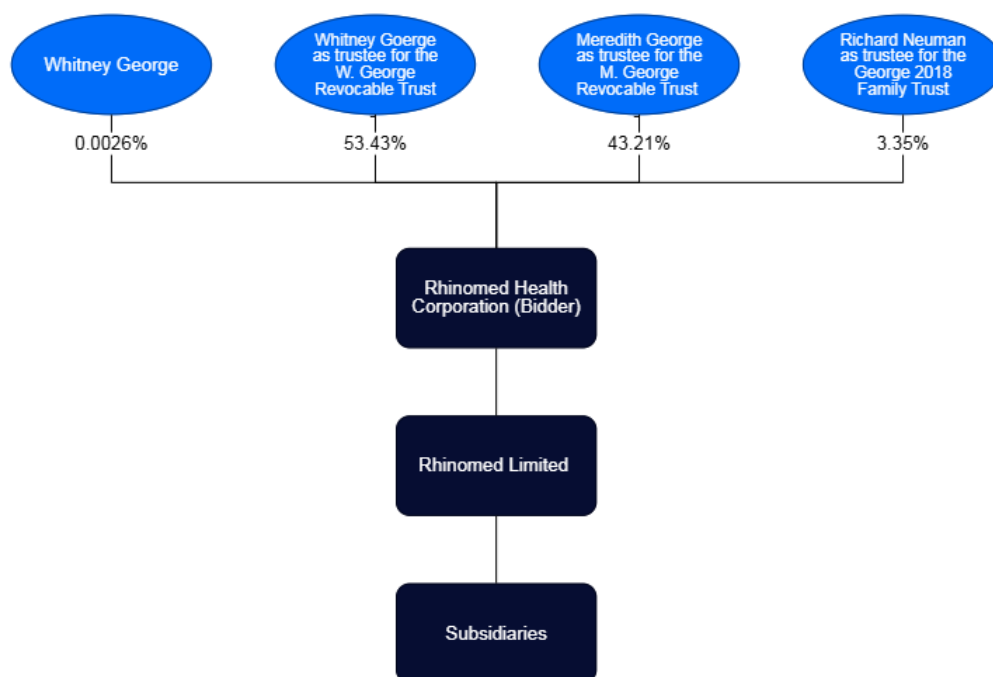 Whitney George
Whitney Goerge
as trustee for the
W. George
Revocable Trust
Meredith George
as trustee for the
M. George
Revocable Trust
Richard Neuman
as trustee for the
George 2018
Family Trust
0.0026%
53.43%
43.21%
3.35%
Rhinomed Health
Corporation (Bidder)
Rhinomed Limited
Subsidiaries